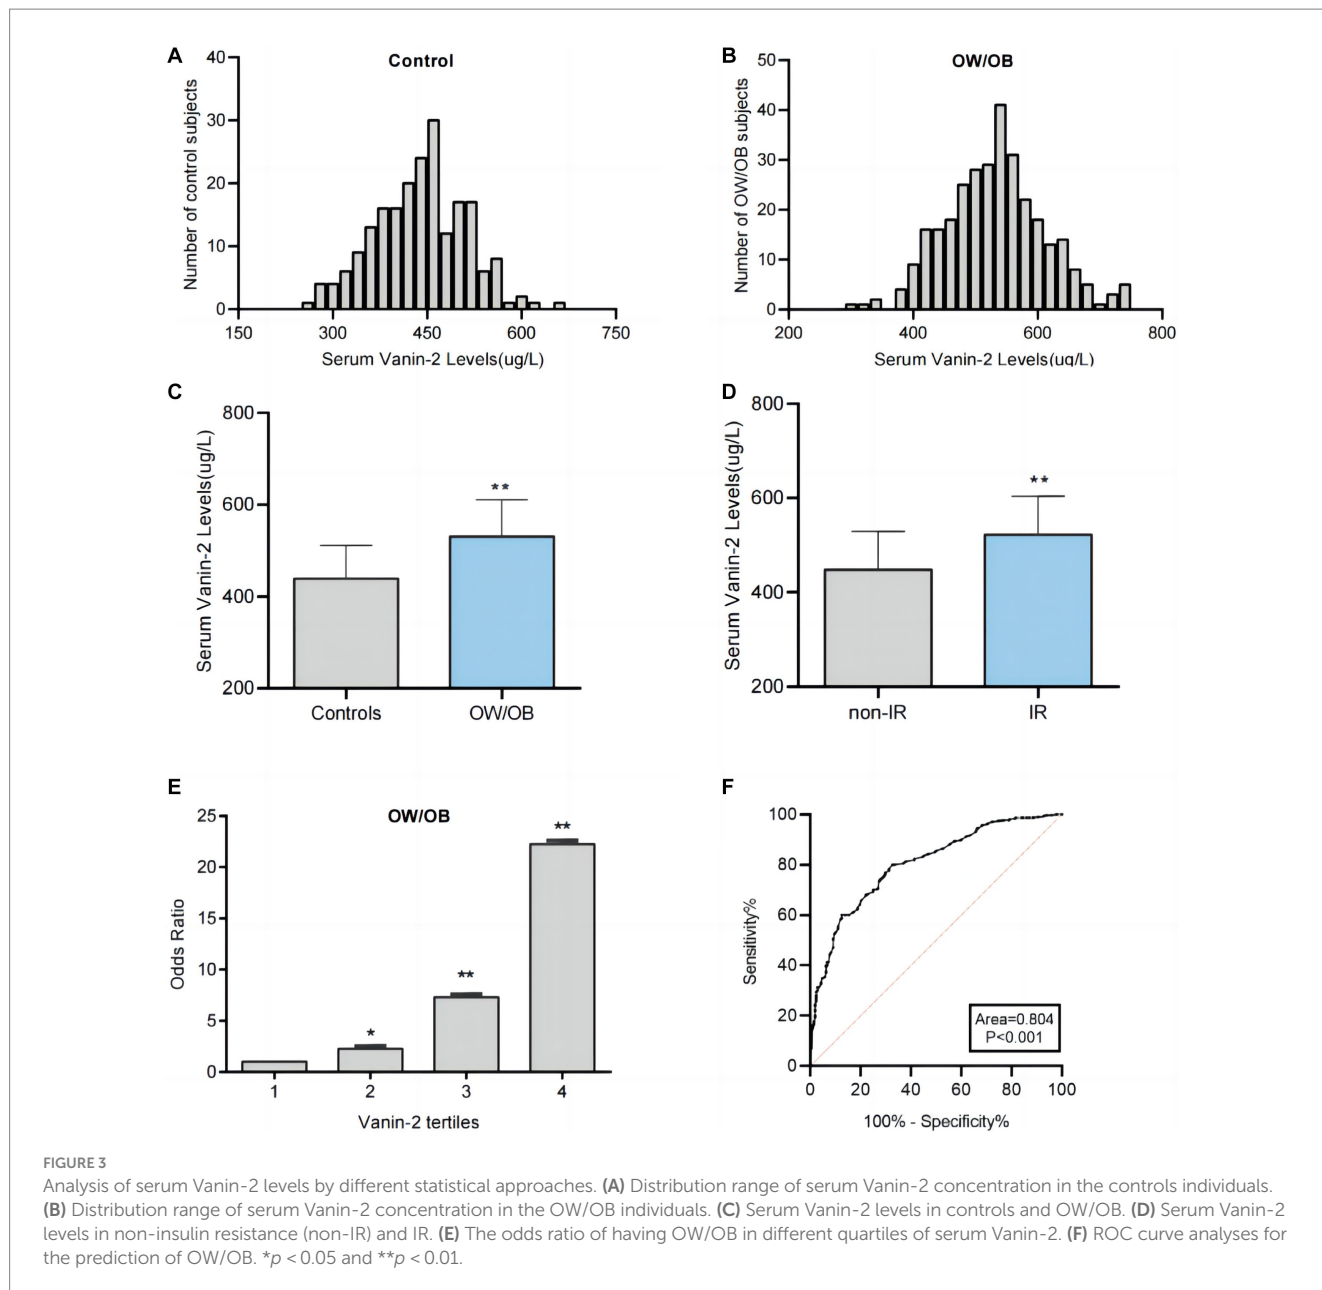 A
Control
Number of control subjects
40
30
20
10
0
150
300
450
600
750
Serum Vanin-2 Levels(ug/L)
B
OW/OB
Number of OW/OB subjects
50
40
30
20
10
0
200
400
600
800
Serum Vanin-2 Levels(ug/L)
C
Serum Vanin-2 Levels(ug/L)
800
600
400
200
**
Controls
OW/OB
D
Serum Vanin-2 Levels(ug/L)
800
600
400
200
**
non-IR
IR
E
OW/OB
Odds Ratio
25
20
15
10
5
0
*
**
**
1
2
3
4
Vanin-2 tertiles
F
Sensitivity%
100
80
60
40
20
0
Area=0.804
P<0.001
0
20
40
60
80
100
100% - Specificity%
FIGURE 3
Analysis of serum Vanin-2 levels by different statistical approaches. (A) Distribution range of serum Vanin-2 concentration in the controls individuals.
(B) Distribution range of serum Vanin-2 concentration in the OW/OB individuals. (C) Serum Vanin-2 levels in controls and OW/OB. (D) Serum Vanin-2
levels in non-insulin resistance (non-IR) and IR. (E) The odds ratio of having OW/OB in different quartiles of serum Vanin-2. (F) ROC curve analyses for
the prediction of OW/OB. *p < 0.05 and **p < 0.01.